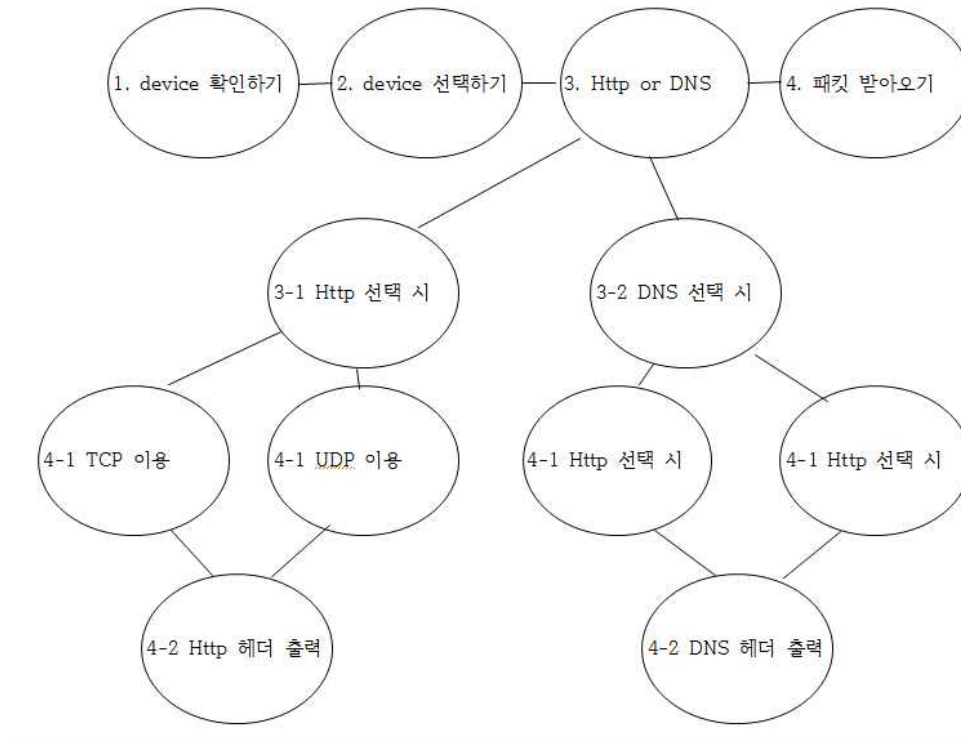 1. device 확인하기
2. device 선택하기
3. Http or DNS
4. 패킷 받아오기
3-1 Http 선택 시
3-2 DNS 선택 시
4-1 TCP 이용
4-1 UDP 이용
4-1 Http 선택 시
4-1 Http 선택 시
4-2 Http 헤더 출력
4-2 DNS 헤더 출력